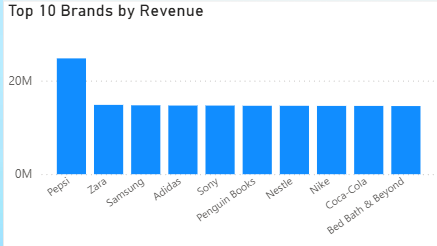 Top 10 Brands by Revenue
20M
0M
Pepsi
Zara
Samsung
Adidas
Sony
Penguin Books
Nestle
Nike
Coca-Cola
Bed Bath & Beyond